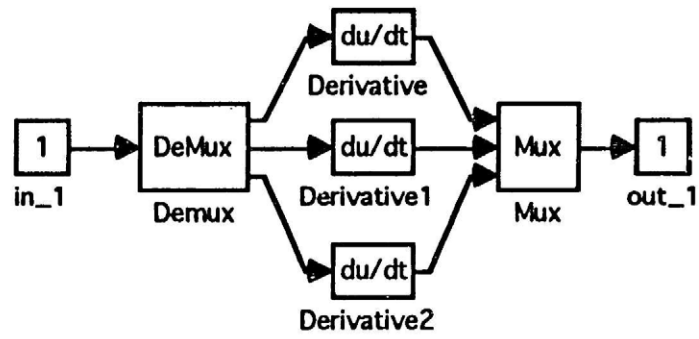 du/dt
Derivative
1
DeMux
du/dt
Mux
1
in_1
Demux
Derivative1
Mux
out_1
du/dt
Derivative2